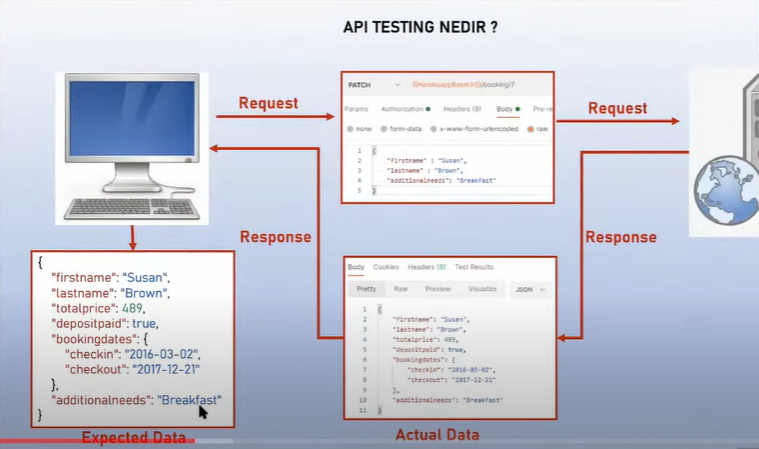 API TESTING NEDIR ?
Request
PATCH {{HerokuappBaseUrl}}/booking/7
Params Authorization Headers (9) Body Pre-re
none form-data x-www-form-urlencoded raw
1 {
2 "firstname" : "Susan",
3 "lastname" : "Brown",
4 "additionalneeds": "Breakfast"
5 }
Request
Response
Response
{
"firstname": "Susan",
"lastname": "Brown",
"totalprice": 489,
"depositpaid": true,
"bookingdates": {
"checkin": "2016-03-02",
"checkout": "2017-12-21"
},
"additionalneeds": "Breakfast"
}
Expected Data
Body Cookies Headers (8) Test Results
Pretty Raw Preview Visualize JSON
1 {
2 "firstname": "Susan",
3 "lastname": "Brown",
4 "totalprice": 489,
5 "depositpaid": true,
6 "bookingdates": {
7 "checkin": "2016-03-02",
8 "checkout": "2017-12-21"
9 },
10 "additionalneeds": "Breakfast"
11 }
Actual Data